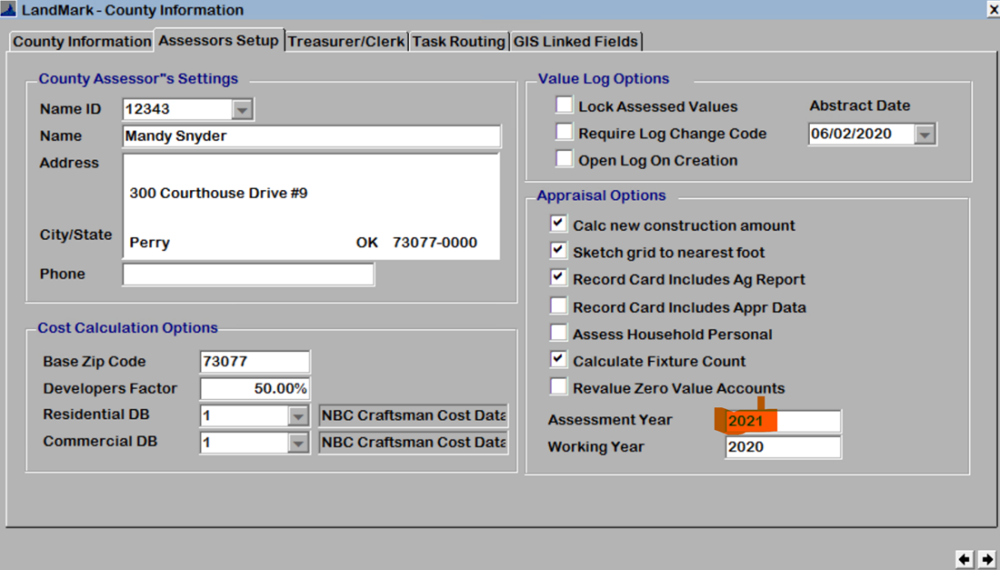 LandMark - County Information
County Information Assessors Setup Treasurer/Clerk Task Routing GIS Linked Fields
County Assessor"s Settings
Name ID 12343
Name Mandy Snyder
Address
300 Courthouse Drive #9
City/State Perry OK 73077-0000
Phone
Cost Calculation Options
Base Zip Code 73077
Developers Factor 50.00%
Residential DB 1 NBC Craftsman Cost Data
Commercial DB 1 NBC Craftsman Cost Data
Value Log Options
Lock Assessed Values Abstract Date
Require Log Change Code 06/02/2020
Open Log On Creation
Appraisal Options
Calc new construction amount
Sketch grid to nearest foot
Record Card Includes Ag Report
Record Card Includes Appr Data
Assess Household Personal
Calculate Fixture Count
Revalue Zero Value Accounts
Assessment Year 2021
Working Year 2020